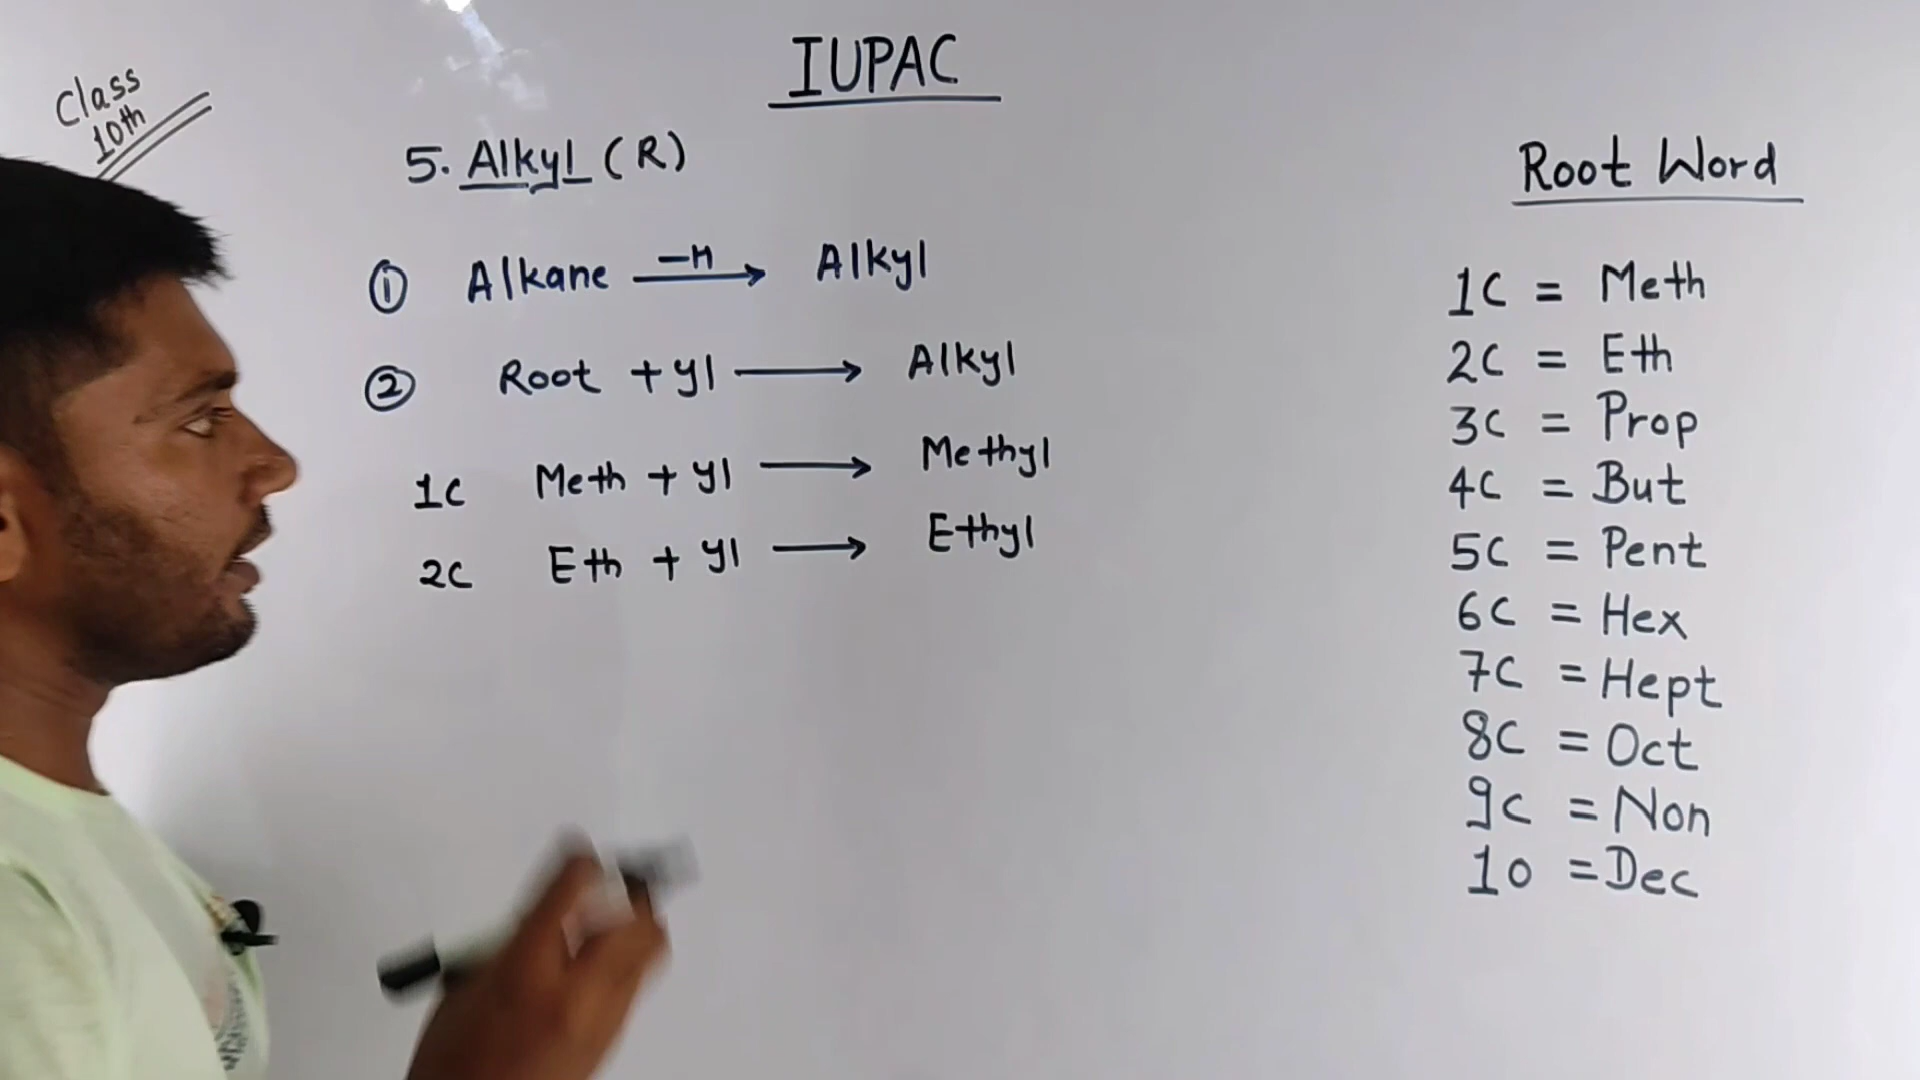 IUPAC
Class
10th
5. Alkyl (R)
① Alkane —H→ Alkyl
② Root + yl → Alkyl
1C Meth + yl → Methyl
2C Eth + yl → Ethyl
Root Word
1C = Meth
2C = Eth
3C = Prop
4C = But
5C = Pent
6C = Hex
7C = Hept
8C = Oct
9C = Non
10 = Dec